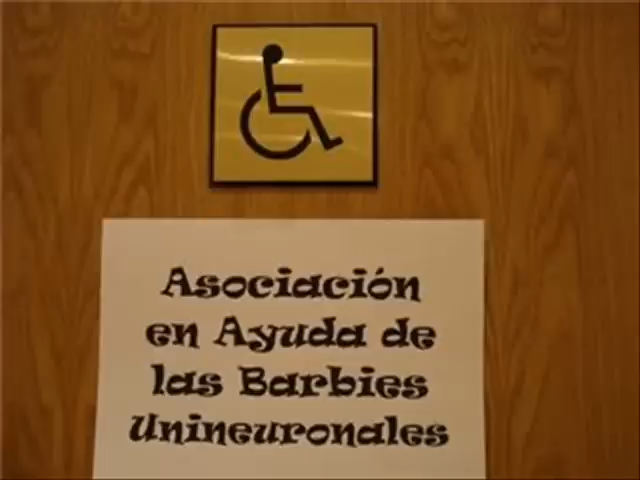 Asociación
en Ayuda de
las Barbies
Unineuronales